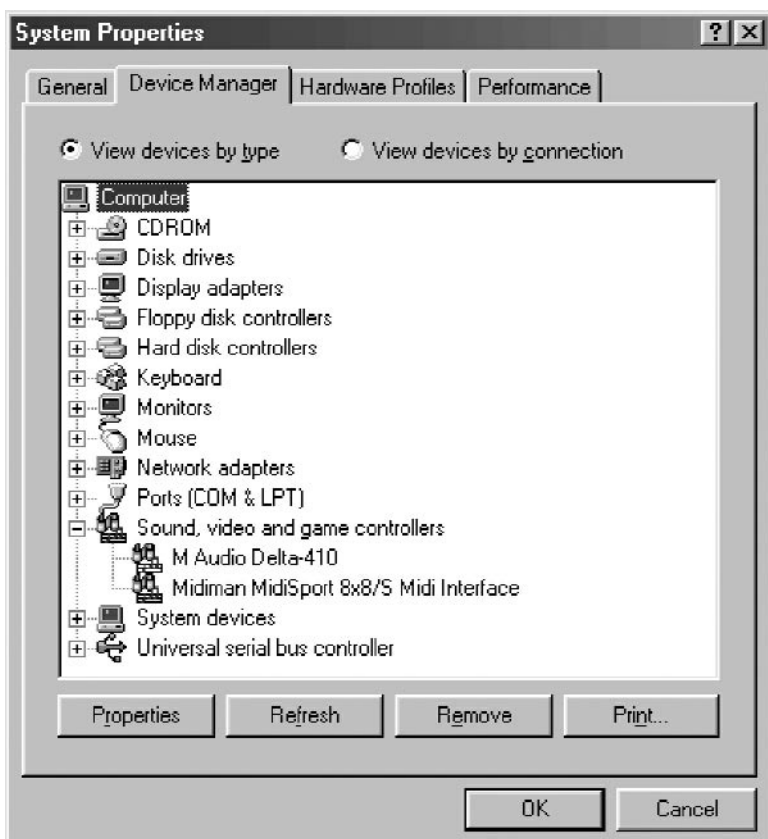 System Properties
General Device Manager Hardware Profiles Performance
View devices by type View devices by connection
Computer
CDROM
Disk drives
Display adapters
Floppy disk controllers
Hard disk controllers
Keyboard
Monitors
Mouse
Network adapters
Ports (COM & LPT)
Sound, video and game controllers
M Audio Delta-410
Midiman MidiSport 8x8/S Midi Interface
System devices
Universal serial bus controller
Properties Refresh Remove Print...
OK Cancel